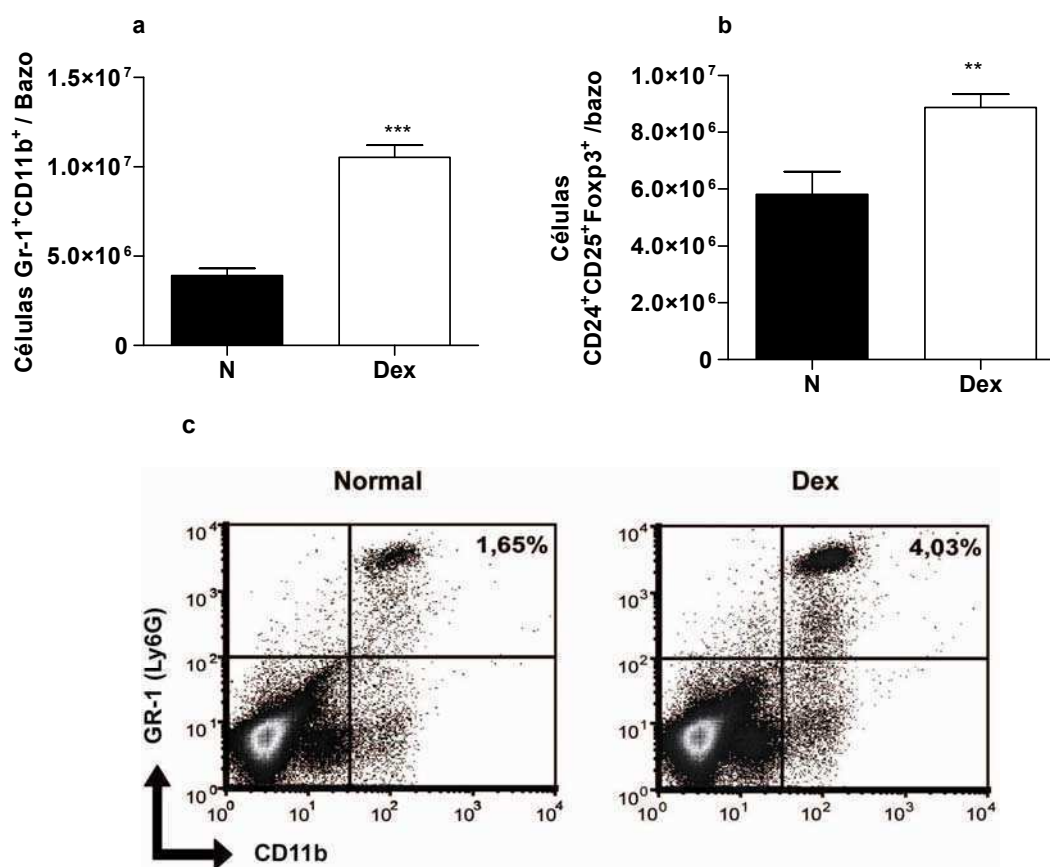 a
Células Gr-1⁺CD11b⁺ / Bazo
1.5×10⁷
1.0×10⁷
5.0×10⁶
0
***
N
Dex
b
Células
CD24⁺CD25⁺Foxp3⁺ /bazo
1.0×10⁷
8.0×10⁶
6.0×10⁶
4.0×10⁶
2.0×10⁶
0
**
N
Dex
c
Normal
GR-1 (Ly6G)
10⁴
10³
10²
10¹
10⁰
1,65%
10⁰ 10¹ 10² 10³ 10⁴
CD11b
Dex
10⁴
10³
10²
10¹
10⁰
4,03%
10⁰ 10¹ 10² 10³ 10⁴